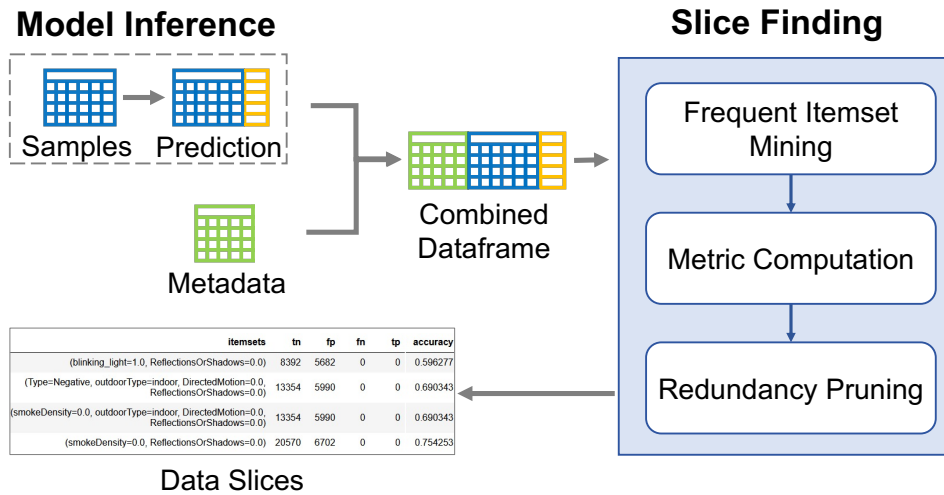 Model Inference
Slice Finding
Samples
Prediction
Metadada
Combined
Dataframe
Frequent Itemset
Mining
Metric Computation
Redundancy Pruning
itemsets tn fp fn tp accuracy
(blinking_light=1.0, ReflectionsOrShadows=0.0) 8392 5682 0 0 0.596277
(Type=Negative, outdoorType=indoor, DirectedMotion=0.0,
ReflectionsOrShadows=0.0) 13354 5990 0 0 0.690343
(smokeDensity=0.0, outdoorType=indoor, DirectedMotion=0.0,
ReflectionsOrShadows=0.0) 13354 5990 0 0 0.690343
(smokeDensity=0.0, ReflectionsOrShadows=0.0) 20570 6702 0 0 0.754253
Data Slices